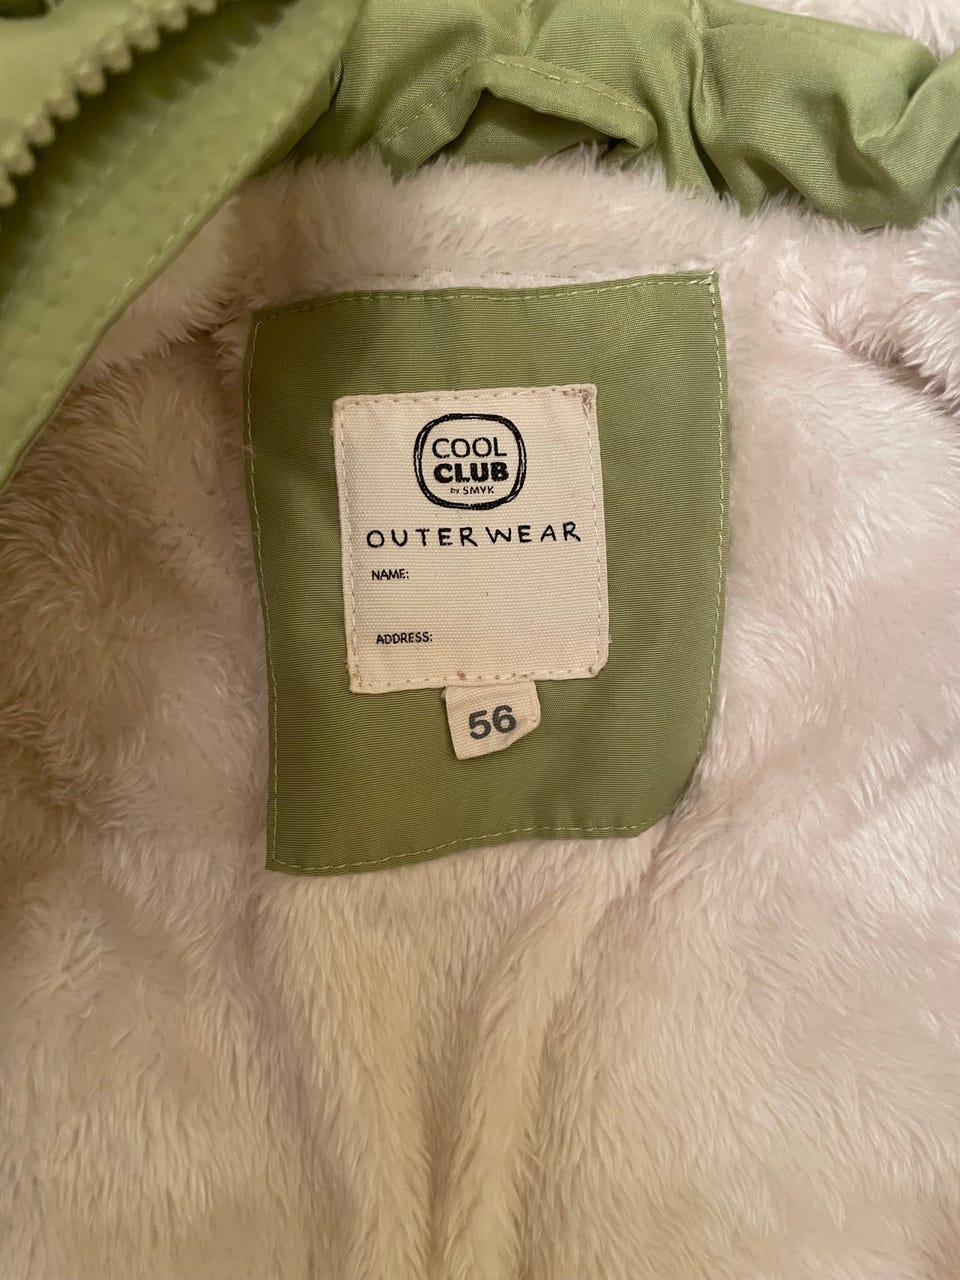 COOL
CLUB
by SMYK
OUTERWEAR
NAME:
ADDRESS:
56